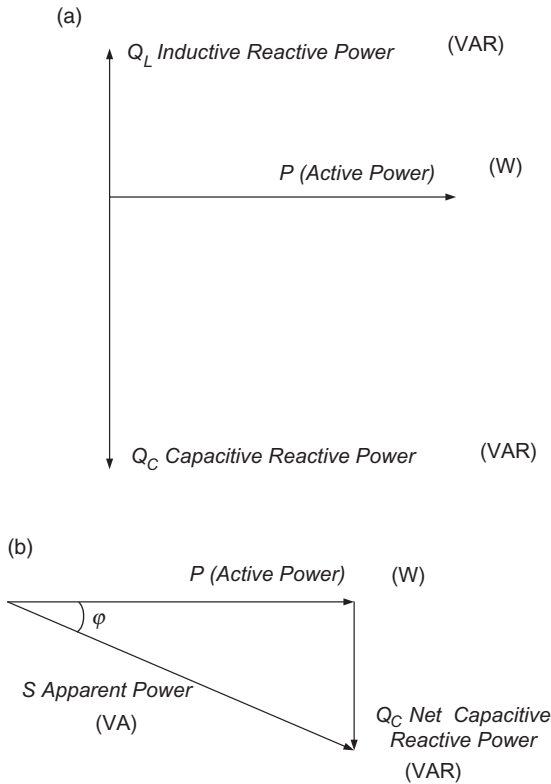 (a)
Q_L Inductive Reactive Power (VAR)
P (Active Power) (W)
Q_C Capacitive Reactive Power (VAR)
(b)
P (Active Power) (W)
φ
S Apparent Power
(VA)
Q_C Net Capacitive
Reactive Power
(VAR)